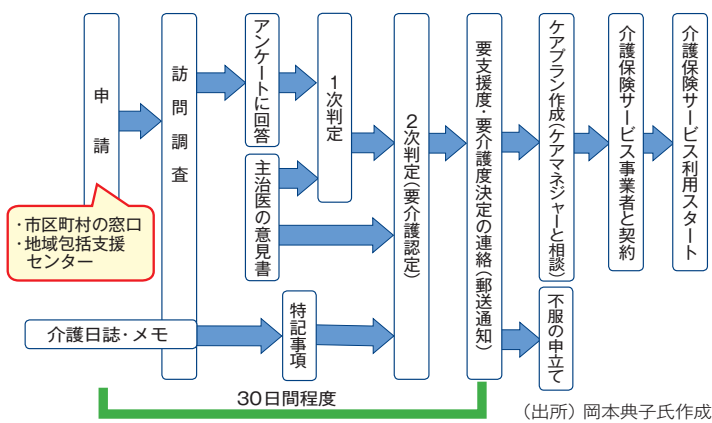 申請
・市区町村の窓口
・地域包括支援
センター
訪問調査
介護日誌・メモ
アンケートに回答
主治医の意見書
特記事項
1次判定
2次判定(要介護認定)
要支援度・要介護度決定の連絡(郵送通知)
ケアプラン作成(ケアマネジャーと相談)
不服の申立て
介護保険サービス事業者と契約
介護保険サービス利用スタート
30日間程度
(出所)岡本典子氏作成